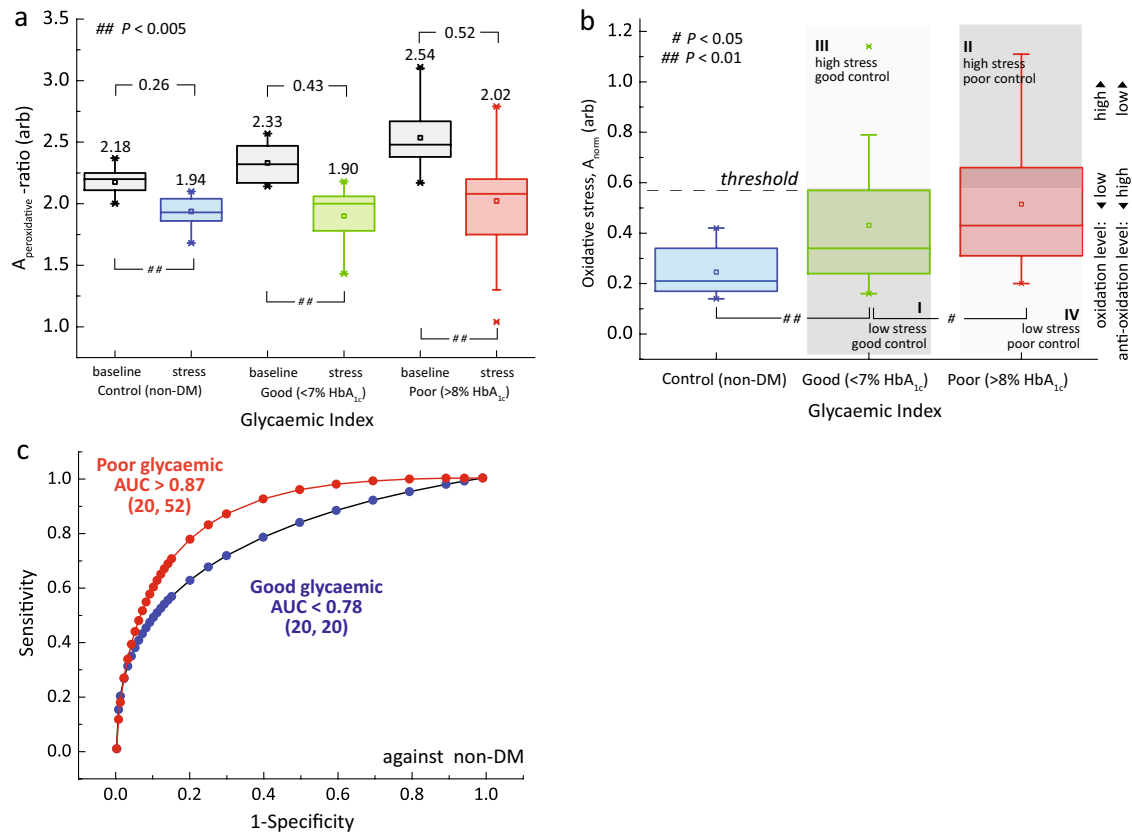 a
## P < 0.005
3.5
3.0
2.5
2.0
1.5
1.0
A peroxidative -ratio (arb)
0.26
0.43
0.52
2.18
1.94
2.33
1.90
2.54
2.02
##
##
##
baseline stress baseline stress baseline stress
Control (non-DM) Good (<7% HbA1c) Poor (>8% HbA1c)
Glycaemic Index
b
# P < 0.05
## P < 0.01
1.2
1.0
0.8
0.6
0.4
0.2
0.0
Oxidative stress, Anorm (arb)
III
high stress
good control
II
high stress
poor control
threshold
##
#
I
low stress
good control
IV
low stress
poor control
oxidation level: ◀ low high ▶
anti-oxidation level: ◀ high low ▶
Control (non-DM) Good (<7% HbA1c) Poor (>8% HbA1c)
Glycaemic Index
c
Poor glycaemic
AUC > 0.87
(20, 52)
Good glycaemic
AUC < 0.78
(20, 20)
1.0
0.8
0.6
0.4
0.2
0.0
Sensitivity
against non-DM
0.0 0.2 0.4 0.6 0.8 1.0
1-Specificity